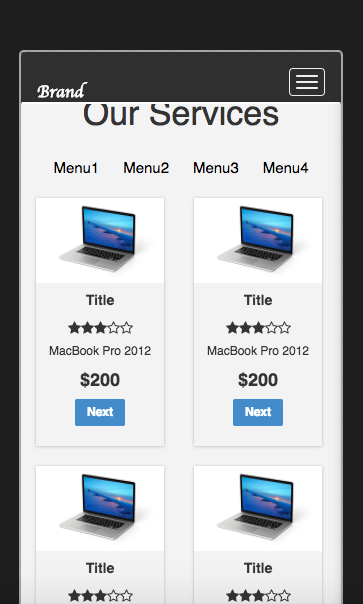 Brand
Our Services
Menu1 Menu2 Menu3 Menu4
Title Title
MacBook Pro 2012 MacBook Pro 2012
$200 $200
Next Next
Title Title